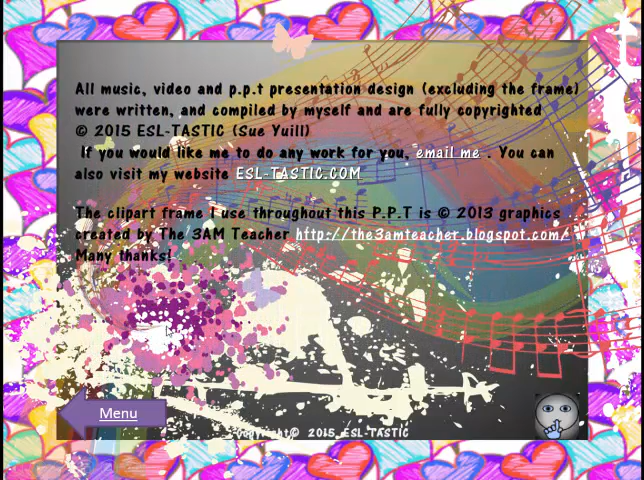 All music, video and p.p.t presentation design (excluding the frame)
were written, and compiled by myself and are fully copyrighted
© 2015 ESL-TASTIC (Sue Yuill)
If you would like me to do any work for you, email me . You can
also visit my website ESL-TASTIC.COM
The clipart frame I use throughout this P.P.T is © 2013 graphics
created by The 3AM Teacher http://the3amteacher.blogspot.com/
Many thanks!
Menu
Copyright© 2015 ESL-TASTIC